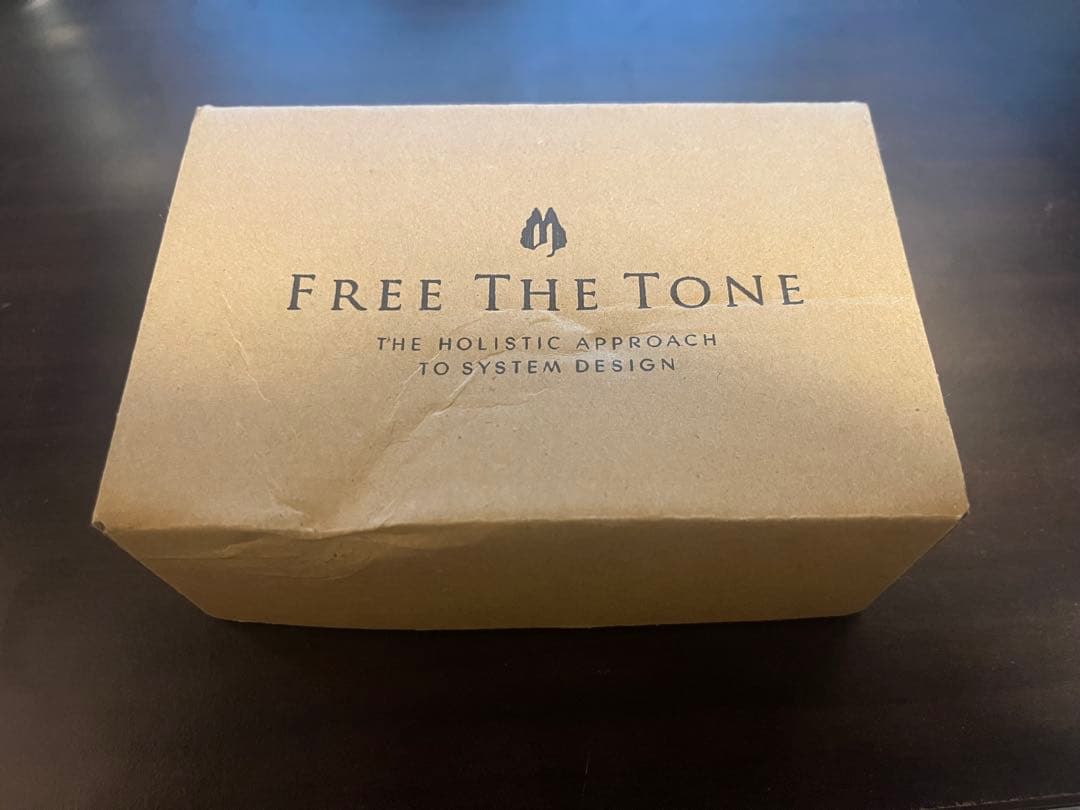 FREE THE TONE
THE HOLISTIC APPROACH
TO SYSTEM DESIGN